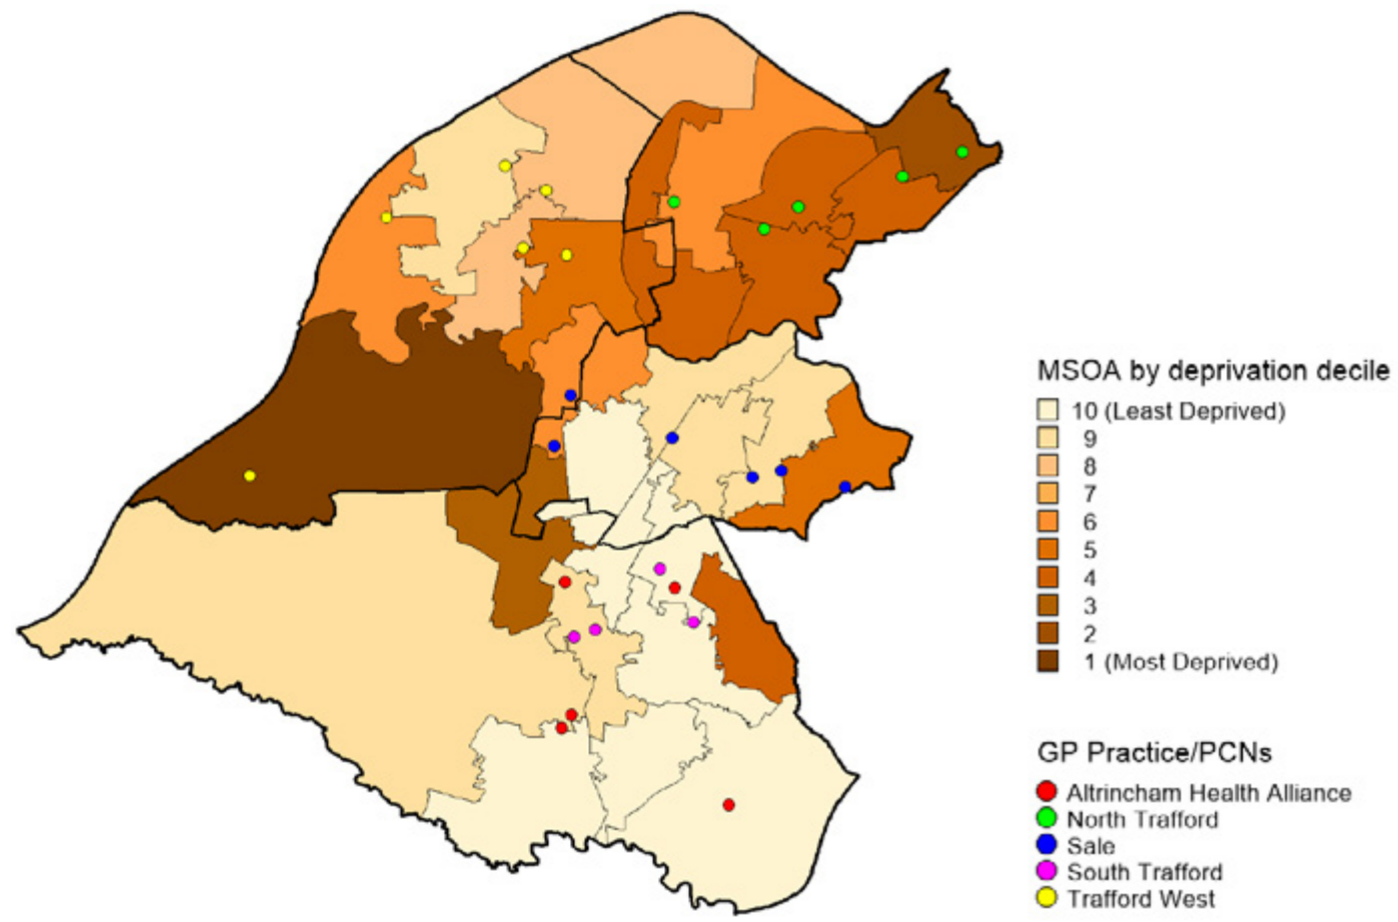 MSOA by deprivation decile
10 (Least Deprived)
9
8
7
6
5
4
3
2
1 (Most Deprived)
GP Practice/PCNs
Altrincham Health Alliance
North Trafford
Sale
South Trafford
Trafford West